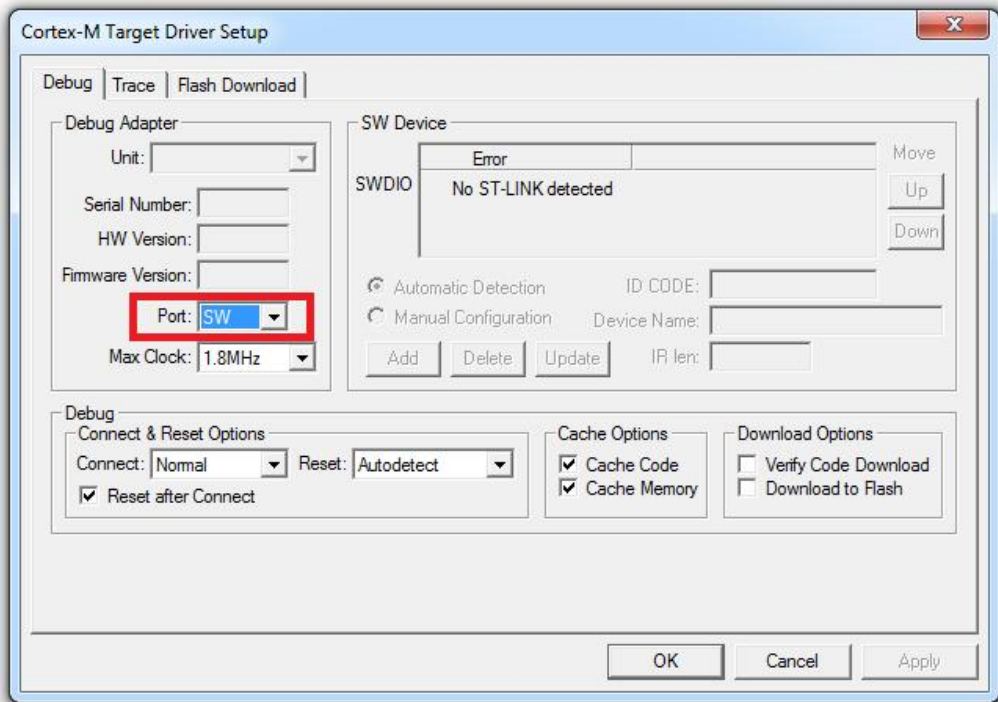 Cortex-M Target Driver Setup
Debug Trace Flash Download
Debug Adapter
Unit:
Serial Number:
HW Version:
Firmware Version:
Port: SW
Max Clock: 1.8MHz
SW Device
Error
SWDIO No ST-LINK detected
Move
Up
Down
Automatic Detection ID CODE:
Manual Configuration Device Name:
Add Delete Update IR len:
Debug
Connect & Reset Options
Connect: Normal Reset: Autodetect
Reset after Connect
Cache Options
Cache Code
Cache Memory
Download Options
Verify Code Download
Download to Flash
OK Cancel Apply